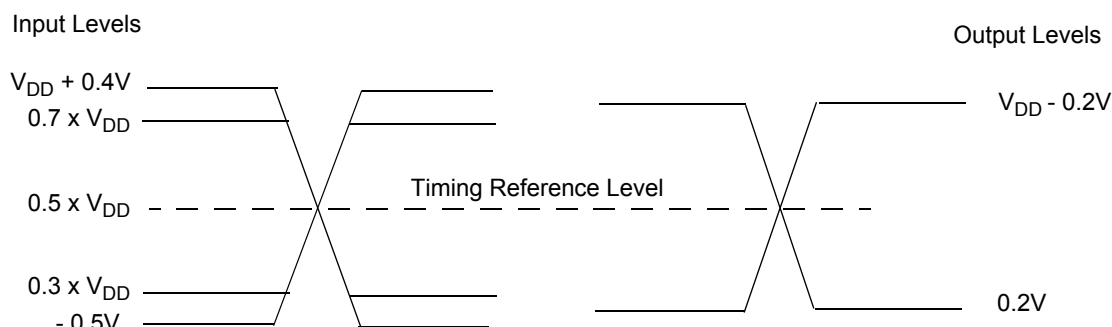 Input Levels
Output Levels
V_DD + 0.4V
V_DD - 0.2V
0.7 x V_DD
Timing Reference Level
0.5 x V_DD
0.3 x V_DD
0.2V
- 0.5V